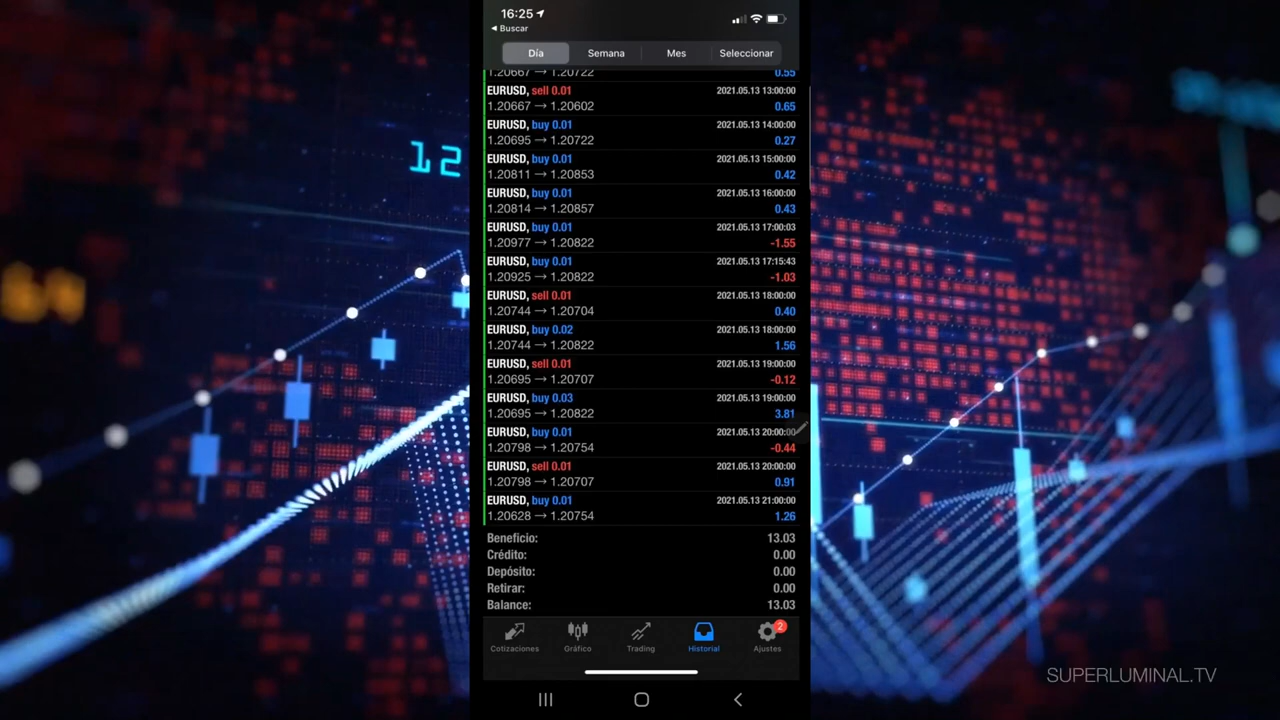 16:25
◀ Buscar
Día Semana Mes Seleccionar
1.20667 → 1.20722 0.55
EURUSD, sell 0.01 2021.05.13 13:00:00
1.20667 → 1.20602 0.65
EURUSD, buy 0.01 2021.05.13 14:00:00
1.20695 → 1.20722 0.27
EURUSD, buy 0.01 2021.05.13 15:00:00
1.20811 → 1.20853 0.42
EURUSD, buy 0.01 2021.05.13 16:00:00
1.20814 → 1.20857 0.43
EURUSD, buy 0.01 2021.05.13 17:00:03
1.20977 → 1.20822 -1.55
EURUSD, buy 0.01 2021.05.13 17:15:43
1.20925 → 1.20822 -1.03
EURUSD, sell 0.01 2021.05.13 18:00:00
1.20744 → 1.20704 0.40
EURUSD, buy 0.02 2021.05.13 18:00:00
1.20744 → 1.20822 1.56
EURUSD, sell 0.01 2021.05.13 19:00:00
1.20695 → 1.20707 -0.12
EURUSD, buy 0.03 2021.05.13 19:00:00
1.20695 → 1.20822 3.81
EURUSD, buy 0.01 2021.05.13 20:00:00
1.20798 → 1.20754 -0.44
EURUSD, sell 0.01 2021.05.13 20:00:00
1.20798 → 1.20707 0.91
EURUSD, buy 0.01 2021.05.13 21:00:00
1.20628 → 1.20754 1.26
Beneficio: 13.03
Crédito: 0.00
Depósito: 0.00
Retirar: 0.00
Balance: 13.03
2
Cotizaciones Gráfico Trading Historial Ajustes
12
64
SUPERLUMINAL.TV